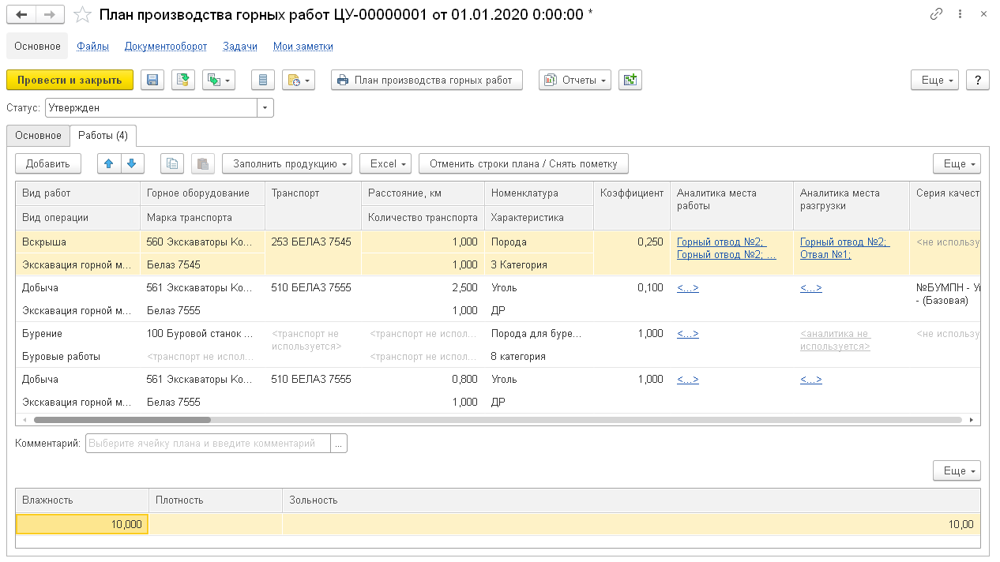 План производства горных работ ЦУ-00000001 от 01.01.2020 0:00:00 *
Основное Файлы Документооборот Задачи Мои заметки
Провести и закрыть План производства горных работ Отчеты Еще ?
Статус: Утвержден
Основное Работы (4)
Добавить Заполнить продукцию Excel Отменить строки плана / Снять пометку Еще
Вид работ Горное оборудование Транспорт Расстояние, км Номенклатура Коэффициент Аналитика места Аналитика места Серия качест
работы разгрузки
Вид операции Марка транспорта Количество транспорта Характеристика
Вскрыша 560 Экскаваторы Ко... 253 БЕЛАЗ 7545 1,000 Порода 0,250 Горный отвод №2; Горный отвод №2; <не использу
Горный отвод №2; ... Отвал №1;
Экскавация горной м... Белаз 7545 1,000 3 Категория
Добыча 561 Экскаваторы Ко... 510 БЕЛАЗ 7555 2,500 Уголь 0,100 <...> <...> №БУМПН - Уг
- (Базовая)
Экскавация горной м... Белаз 7555 1,000 ДР
Бурение 100 Буровой станок ... <транспорт не <транспорт не испол... Порода для буре... 1,000 <...> <аналитика не <не использу
используется> используется>
Буровые работы <транспорт не испол... <транспорт не испол... 8 категория
Добыча 561 Экскаваторы Ко... 510 БЕЛАЗ 7555 0,800 Уголь 1,000 <...> <...>
Экскавация горной м... Белаз 7555 1,000 ДР
Комментарий: Выберите ячейку плана и введите комментарий ...
Еще
Влажность Плотность Зольность
10,000 10,00